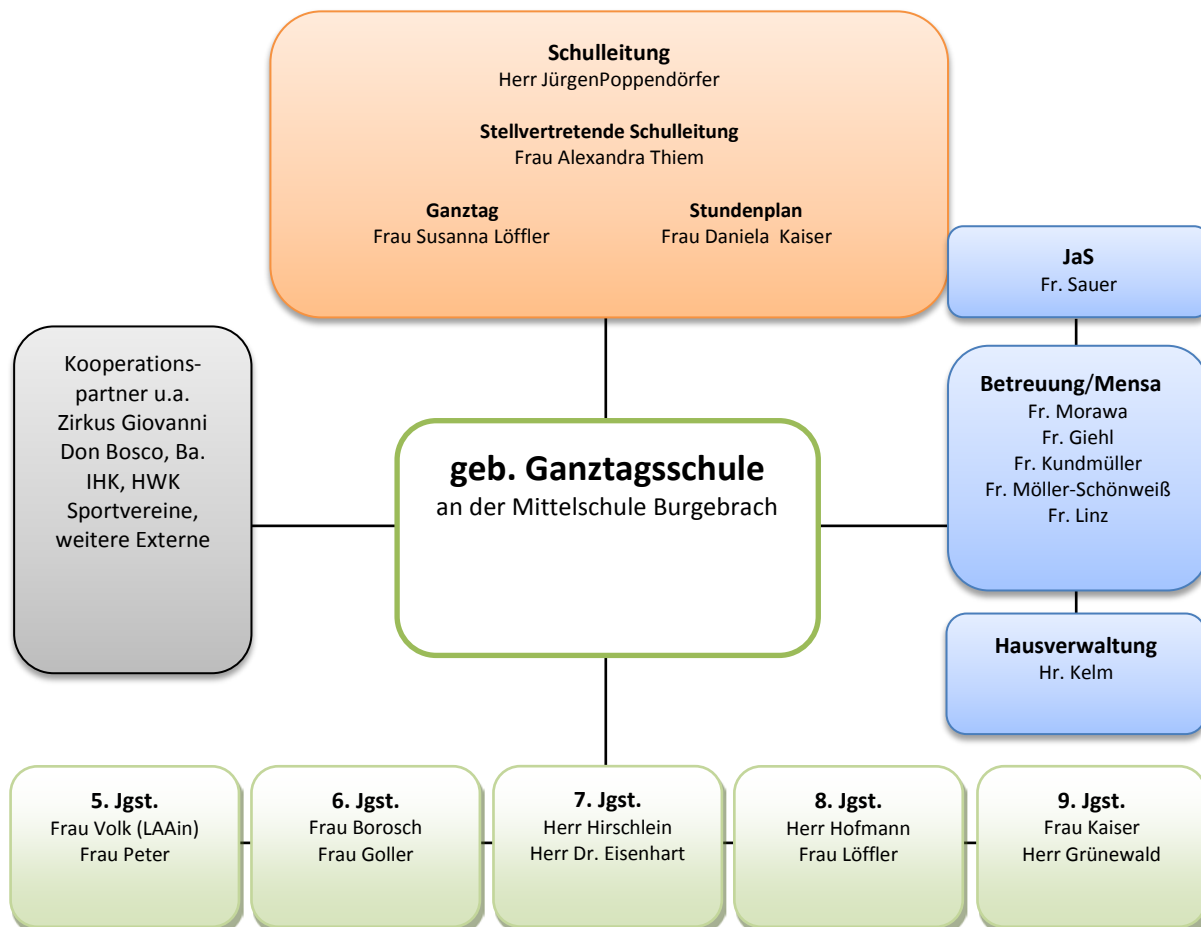 Schulleitung
Herr JürgenPoppendörfer
Stellvertretende Schulleitung
Frau Alexandra Thiem
Ganztag
Frau Susanna Löffler
Stundenplan
Frau Daniela Kaiser
JaS
Fr. Sauer
Kooperations-
partner u.a.
Zirkus Giovanni
Don Bosco, Ba.
IHK, HWK
Sportvereine,
weitere Externe
geb. Ganztagsschule
an der Mittelschule Burgebrach
Betreuung/Mensa
Fr. Morawa
Fr. Giehl
Fr. Kundmüller
Fr. Möller-Schönweiß
Fr. Linz
Hausverwaltung
Hr. Kelm
5. Jgst.
Frau Volk (LAAin)
Frau Peter
6. Jgst.
Frau Borosch
Frau Goller
7. Jgst.
Herr Hirschlein
Herr Dr. Eisenhart
8. Jgst.
Herr Hofmann
Frau Löffler
9. Jgst.
Frau Kaiser
Herr Grünewald